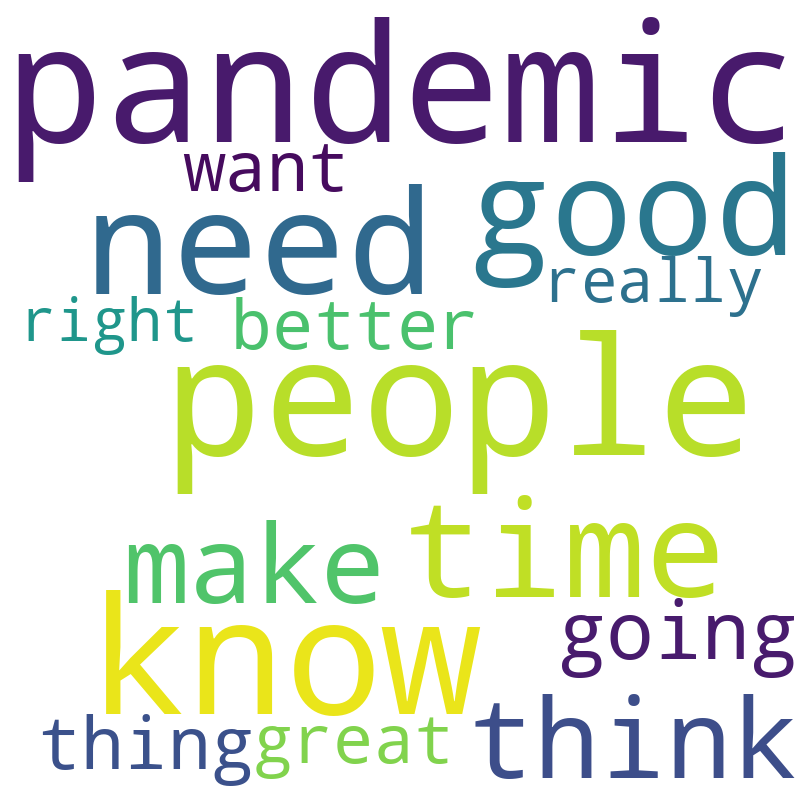 pandemic
want
need good
really
right better
people
make time
know going
thing great think